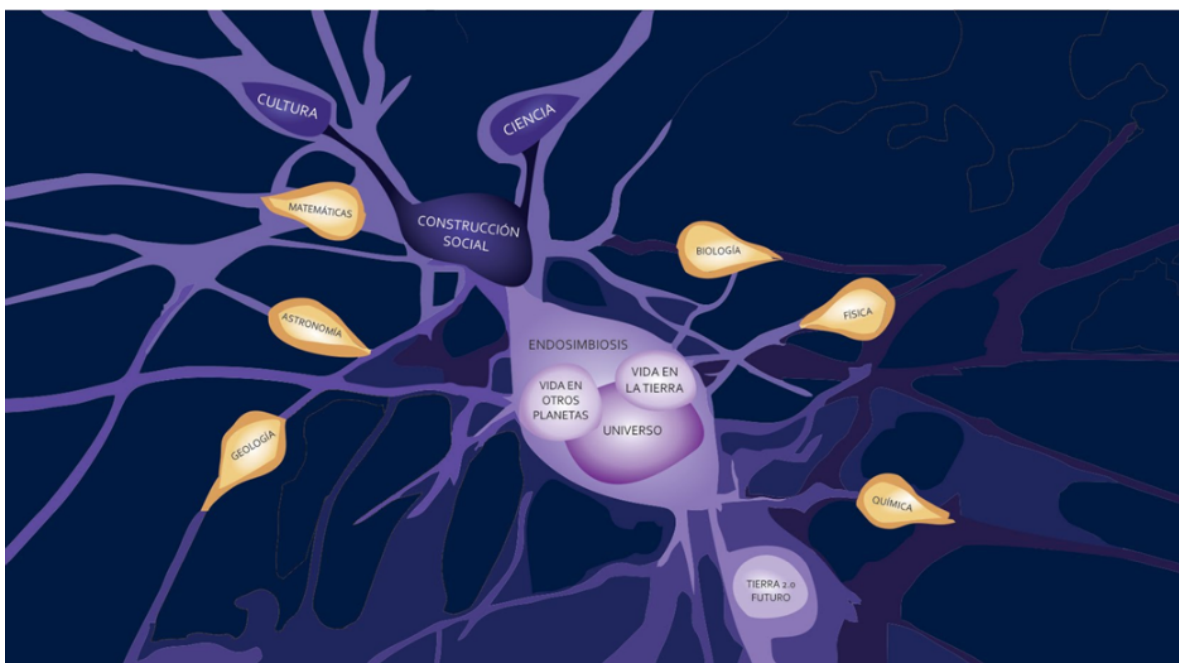 CULTURA
CIENCIA
MATEMÁTICAS
CONSTRUCCIÓN
SOCIAL
BIOLOGÍA
ASTRONOMÍA
FÍSICA
ENDOSIMBIOSIS
VIDA EN
OTROS
PLANETAS
VIDA EN
LA TIERRA
UNIVERSO
GEOLOGÍA
QUÍMICA
TIERRA 2.0
FUTURO